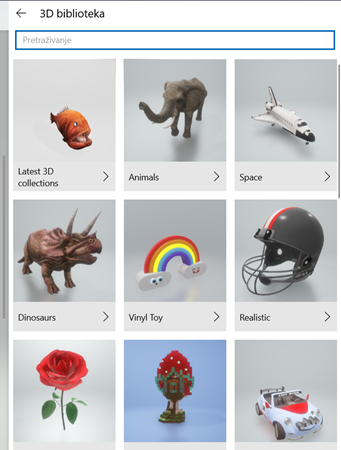 3D biblioteka
Pretraživanje
Latest 3D
collections
Animals
Space
Dinosaurs
Vinyl Toy
Realistic